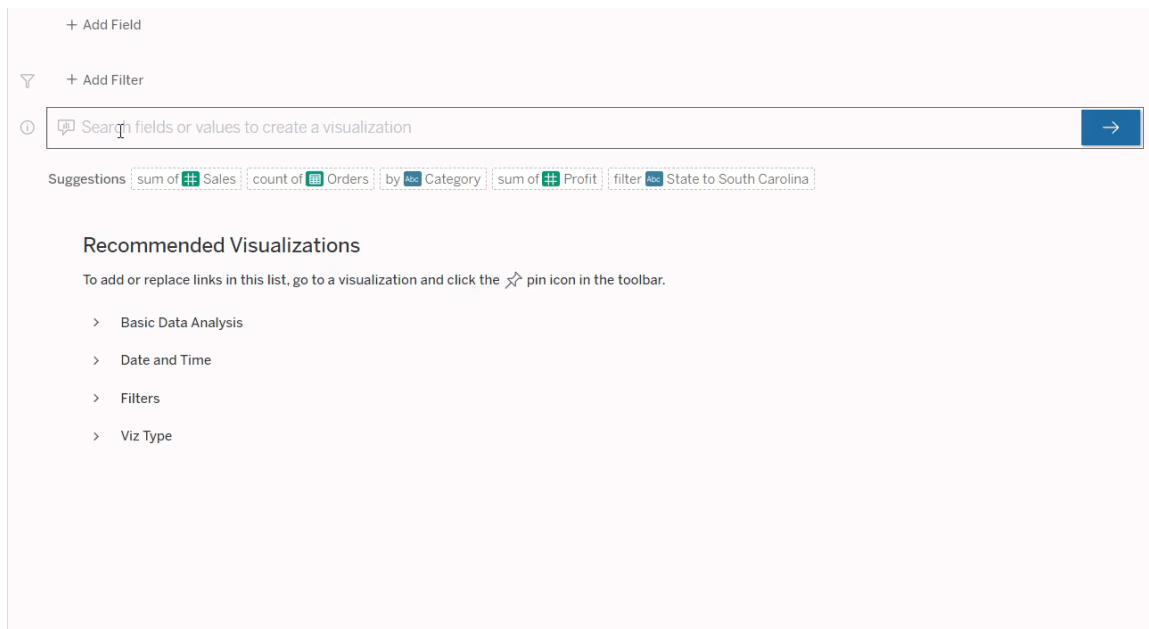 + Add Field
+ Add Filter
Search fields or values to create a visualization
Suggestions sum of Sales count of Orders by Abc Category sum of Profit filter Abc State to South Carolina
Recommended Visualizations
To add or replace links in this list, go to a visualization and click the pin icon in the toolbar.
Basic Data Analysis
Date and Time
Filters
Viz Type